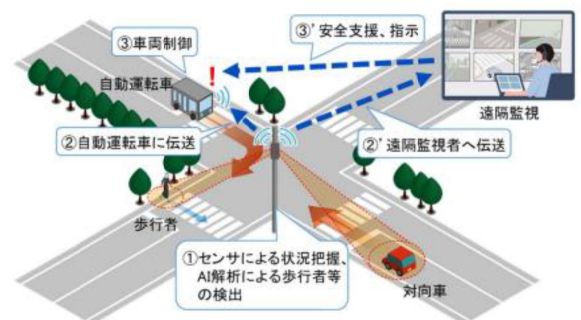 ③車両制御
③’安全支援、指示
自動運転車
!
遠隔監視
②自動運転車に伝送
②’遠隔監視者へ伝送
歩行者
①センサによる状況把握、
AI解析による歩行者等
の検出
対向車